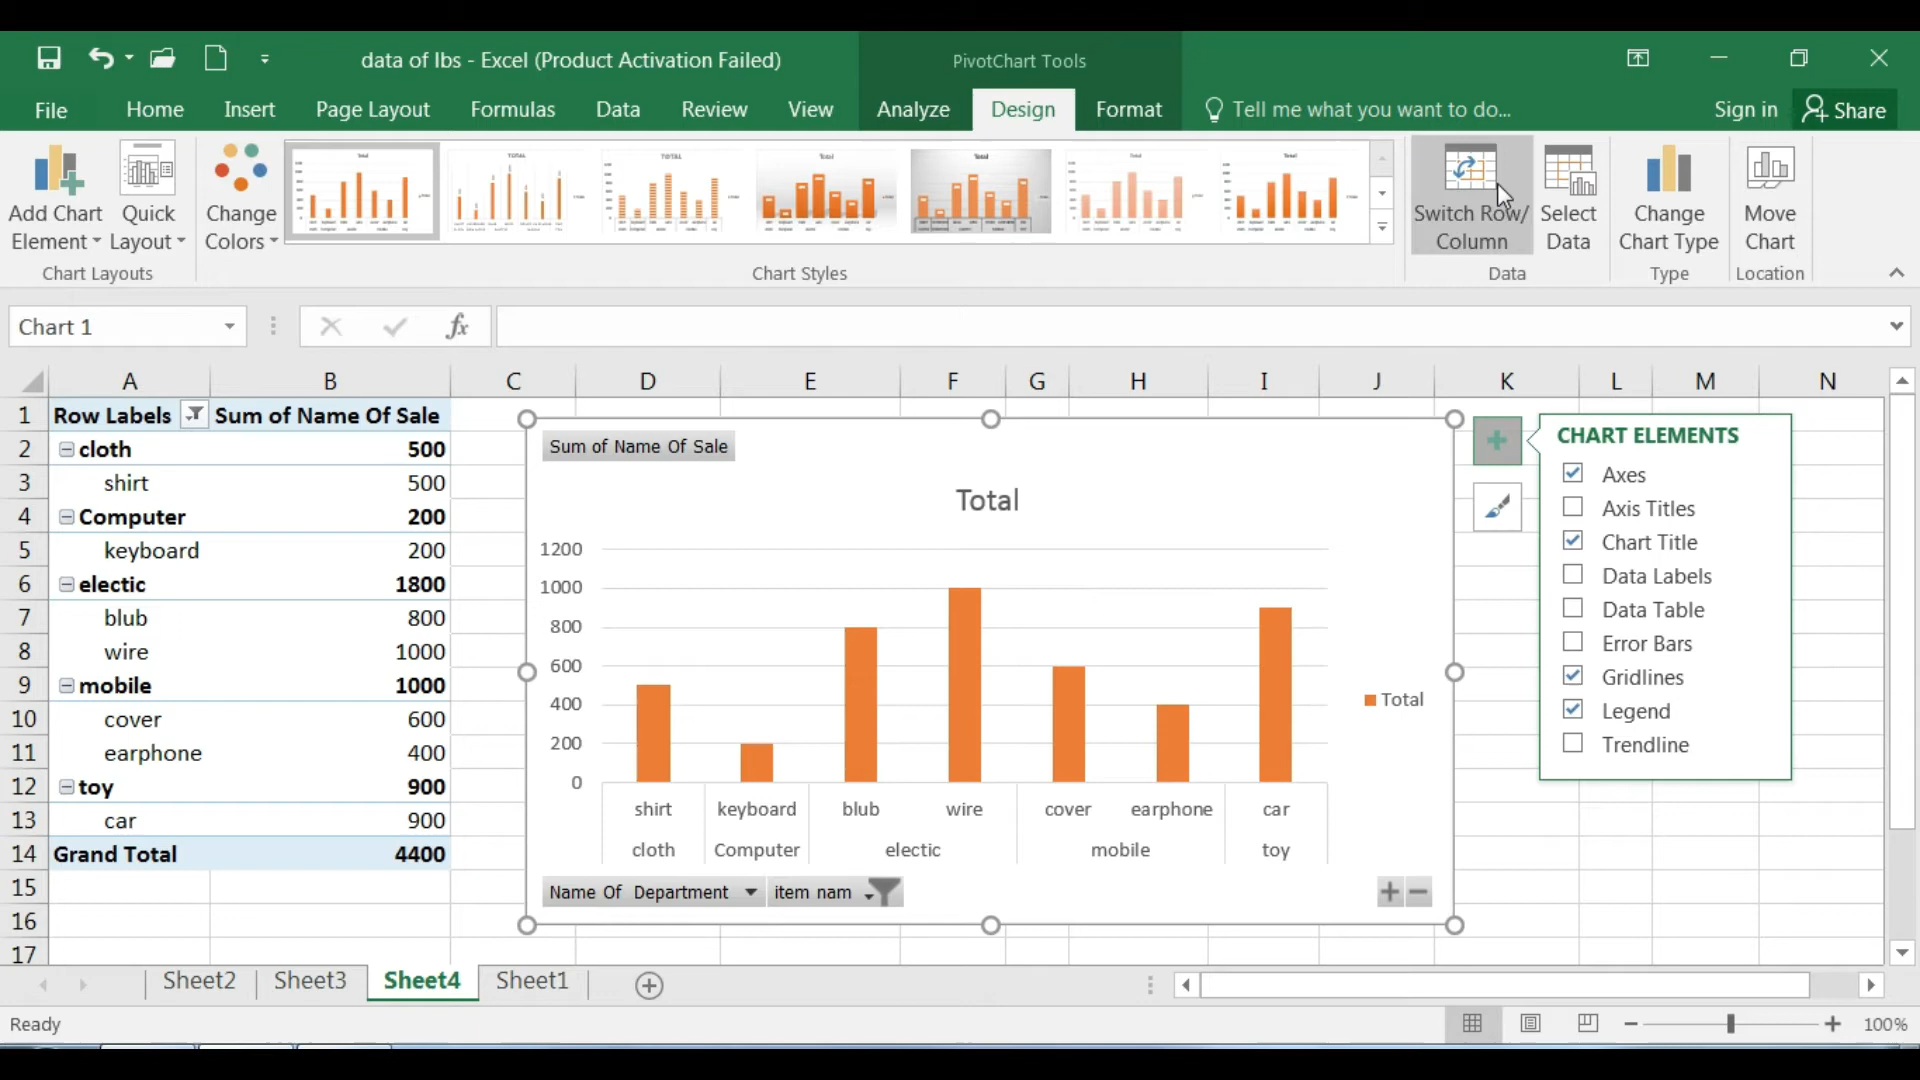 data of lbs - Excel (Product Activation Failed)
PivotChart Tools
File Home Insert Page Layout Formulas Data Review View Analyze Design Format Tell me what you want to do... Sign in Share
Add Chart Element
Quick Layout
Change Colors
Switch Row/ Column
Select Data
Change Chart Type
Move Chart
Chart Layouts Chart Styles Data Type Location
Chart 1
fx
A B C D E F G H I J K L M N
1 Row Labels Sum of Name Of Sale
2 cloth 500
3 shirt 500
4 Computer 200
5 keyboard 200
6 electic 1800
7 blub 800
8 wire 1000
9 mobile 1000
10 cover 600
11 earphone 400
12 toy 900
13 car 900
14 Grand Total 4400
15
16
17
Sum of Name Of Sale
Total
1200
1000
800
600
400
200
0
shirt keyboard blub wire cover earphone car
cloth Computer electic mobile toy
Total
Name Of Department item nam
CHART ELEMENTS
Axes
Axis Titles
Chart Title
Data Labels
Data Table
Error Bars
Gridlines
Legend
Trendline
Sheet2 Sheet3 Sheet4 Sheet1
Ready
100%